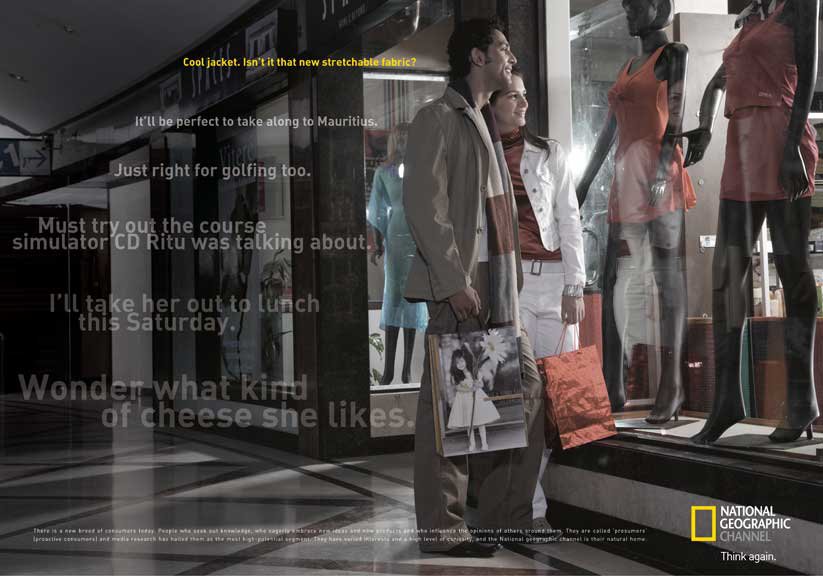 SPACES
Cool jacket. Isn't it that new stretchable fabric?
It'll be perfect to take along to Mauritius.
Just right for golfing too.
Must try out the course
simulator CD Ritu was talking about.
I'll take her out to lunch
this Saturday.
Wonder what kind
of cheese she likes.
There is a new breed of consumers today. People who seek out knowledge, who eagerly embrace new ideas and new products and who influence the opinions of others around them. They are called 'prosumers'
(proactive consumers) and media research has hailed them as the most high-potential segment. They have varied interests and a high level of curiosity, and the National geographic channel is their natural home.
NATIONAL
GEOGRAPHIC
CHANNEL
Think again.